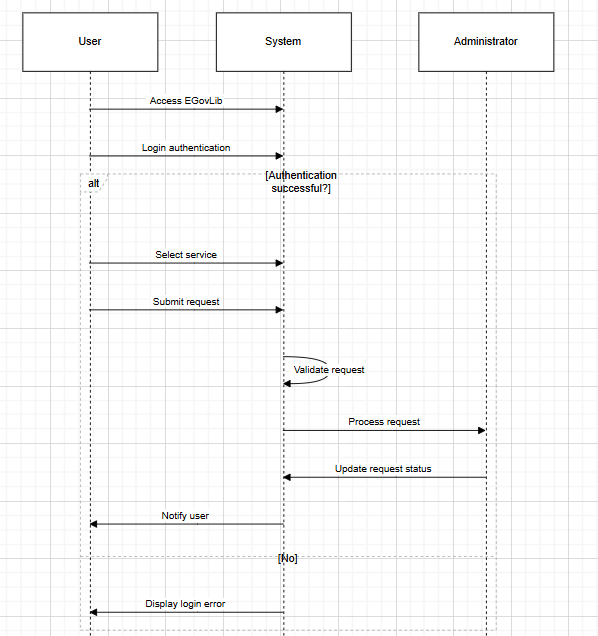 User
System
Administrator
Access EGovLib
Login authentication
alt
[Authentication
successful?]
Select service
Submit request
Validate request
Process request
Update request status
Notify user
[No]
Display login error